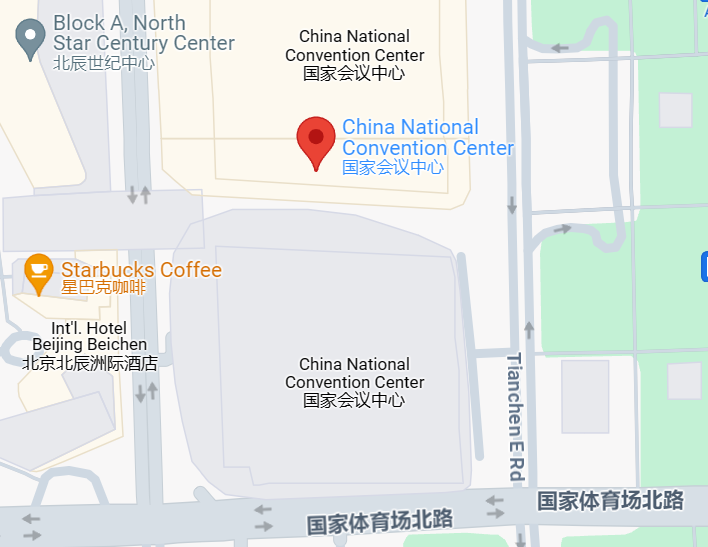 Block A, North
Star Century Center
北辰世纪中心
China National
Convention Center
国家会议中心
China National
Convention Center
国家会议中心
Starbucks Coffee
星巴克咖啡
Int'l. Hotel
Beijing Beichen
北京北辰洲际酒店
China National
Convention Center
国家会议中心
Tianchen E Rd
国家体育场北路
国家体育场北路